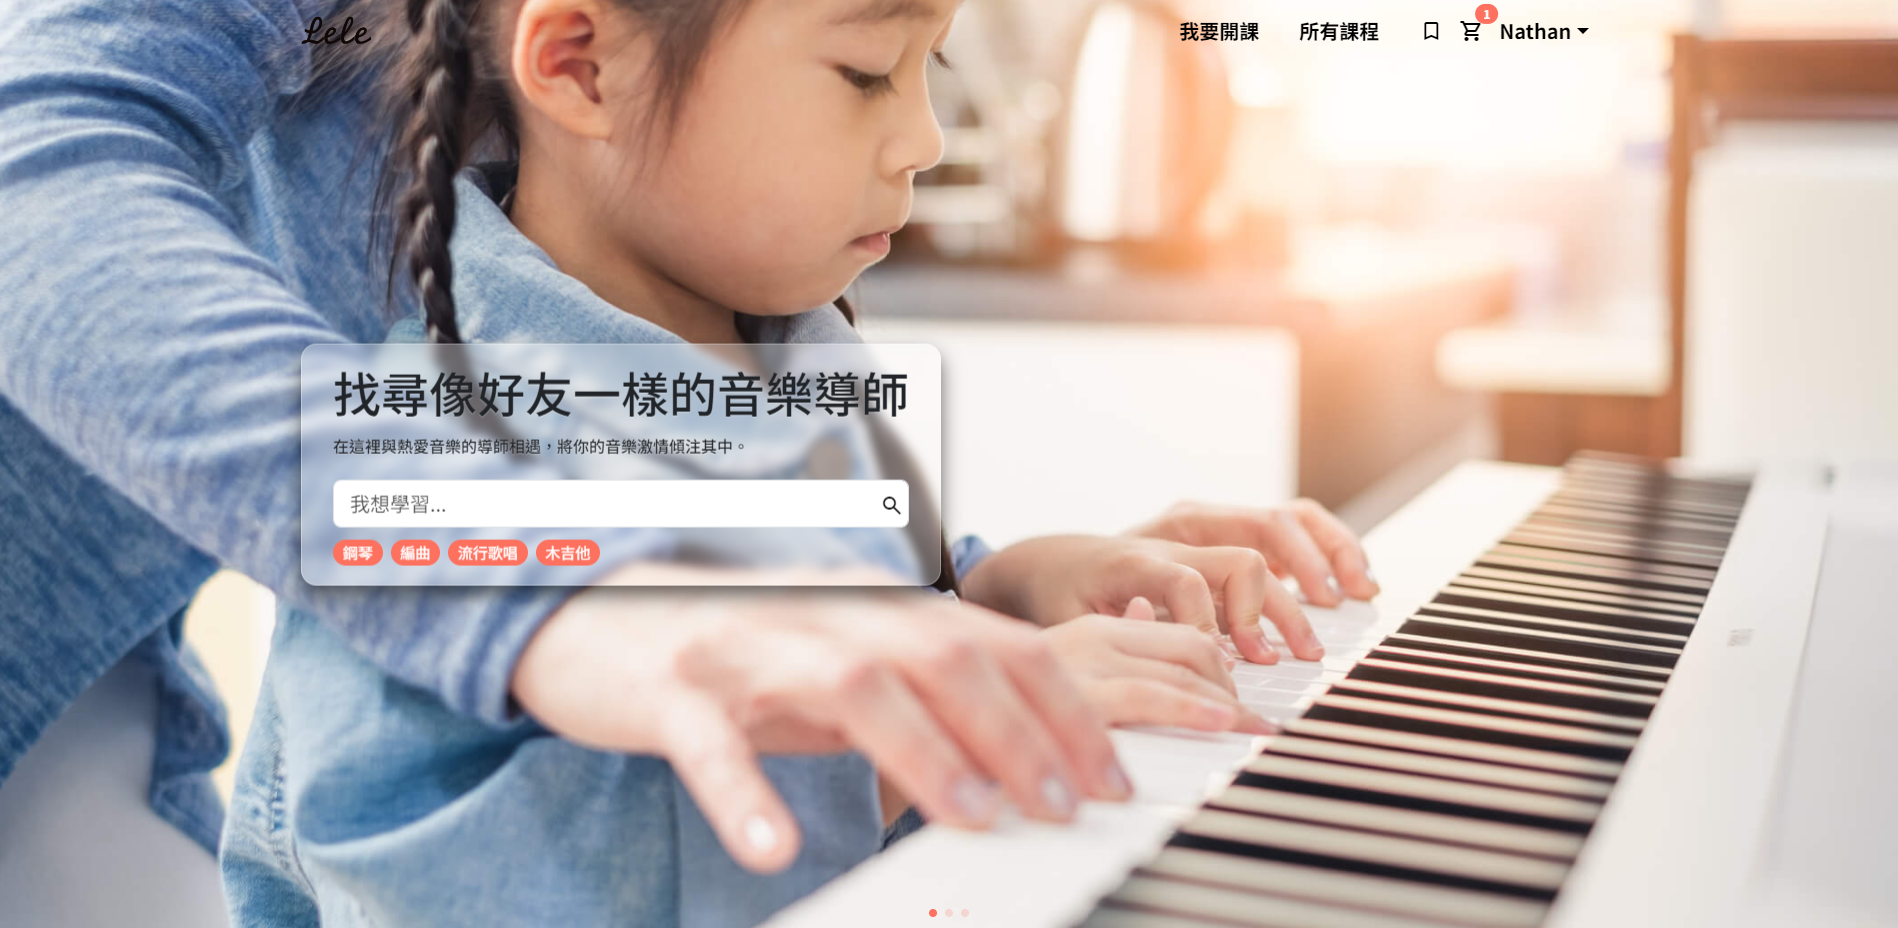 Lele
我要開課
所有課程
1
Nathan
找尋像好友一樣的音樂導師
在這裡與熱愛音樂的導師相遇，將你的音樂激情傾注其中。
我想學習...
鋼琴 編曲 流行歌唱 木吉他